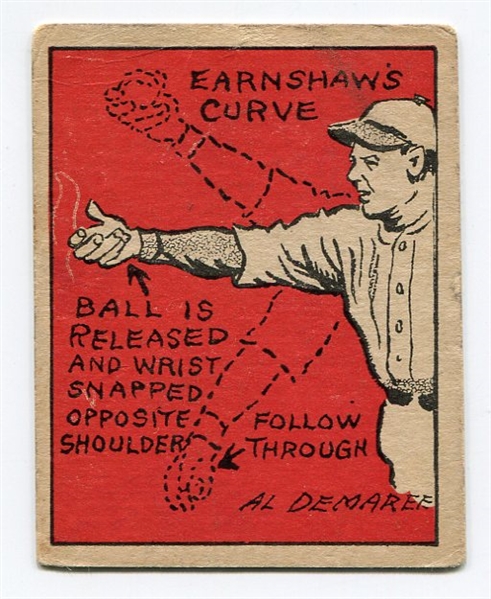 EARNSHAW'S
CURVE
BALL IS
RELEASED
AND WRIST
SNAPPED
OPPOSITE
SHOULDER
FOLLOW
THROUGH
AL DEMAREE